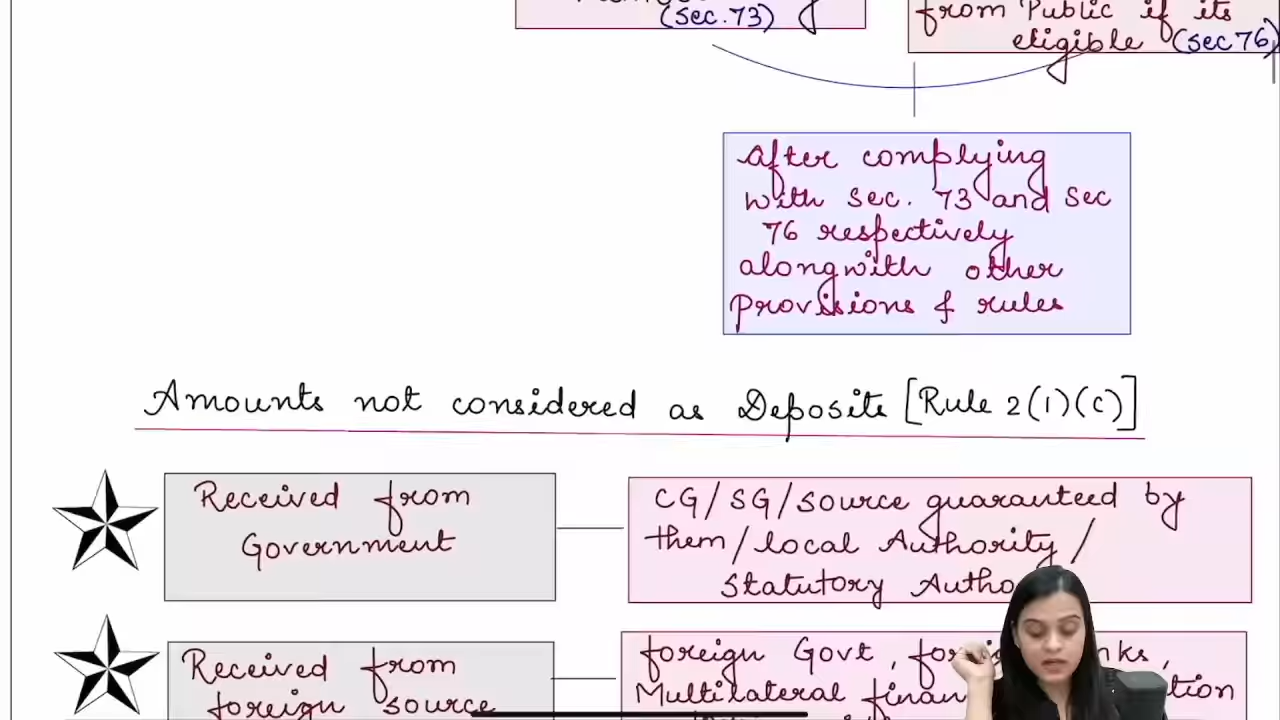 (Sec.73)
from Public if its
eligible (sec 76)
After complying
with Sec. 73 and Sec
76 respectively
alongwith other
provisions & rules
Amounts not considered as Deposits [Rule 2(1)(c)]
Received from
Government
CG/SG/source guaranteed by
them/local Authority/
Statutory
Received from
foreign source
foreign Govt,
Multilateral